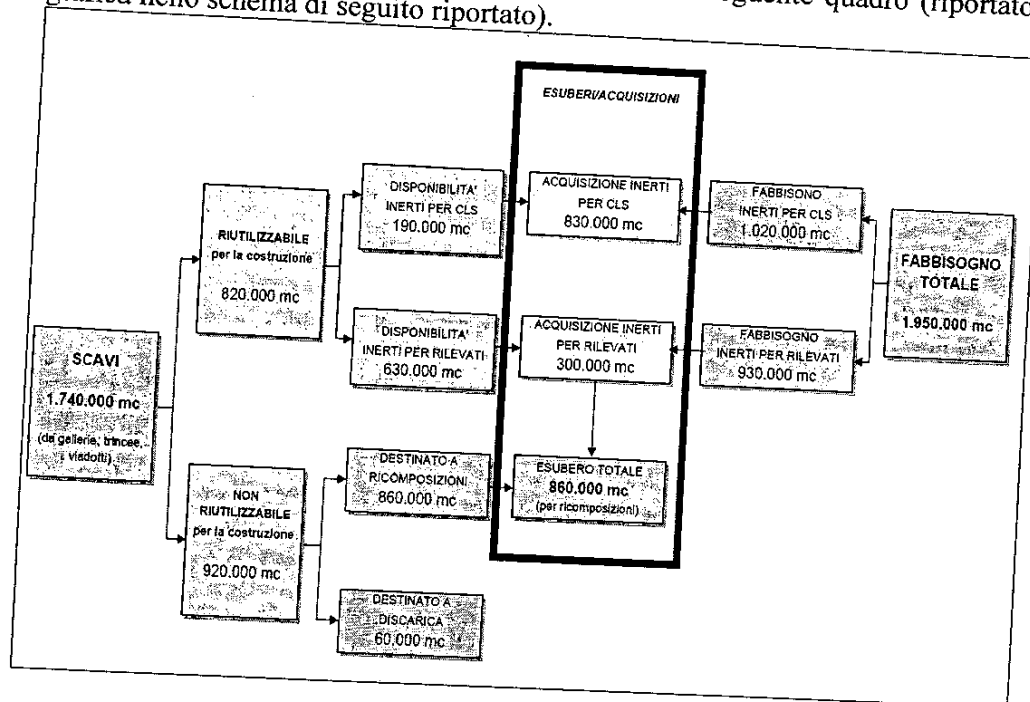 grafica nello schema di seguito riportato).
quadro (riportato
ESUBERI/ACQUISIZIONI
SCAVI
1.740.000 mc
(da gallerie, trincee,
viadotti)
RIUTILIZZABILE
per la costruzione
820.000 mc
NON
RIUTILIZZABILE
per la costruzione
920.000 mc
DISPONIBILITA'
INERTI PER CLS
190.000 mc
DISPONIBILITA'
INERTI PER RILEVATI
630.000 mc
DESTINATO A
RICOMPOSIZIONI
860.000 mc
DESTINATO A
DISCARICA
60.000 mc
ACQUISIZIONE INERTI
PER CLS
830.000 mc
ACQUISIZIONE INERTI
PER RILEVATI
300.000 mc
ESUBERO TOTALE
860.000 mc
(per ricomposizioni)
FABBISONO
INERTI PER CLS
1.020.000 mc
FABBISOGNO
INERTI PER RILEVATI
930.000 mc
FABBISOGNO
TOTALE
1.950.000 mc